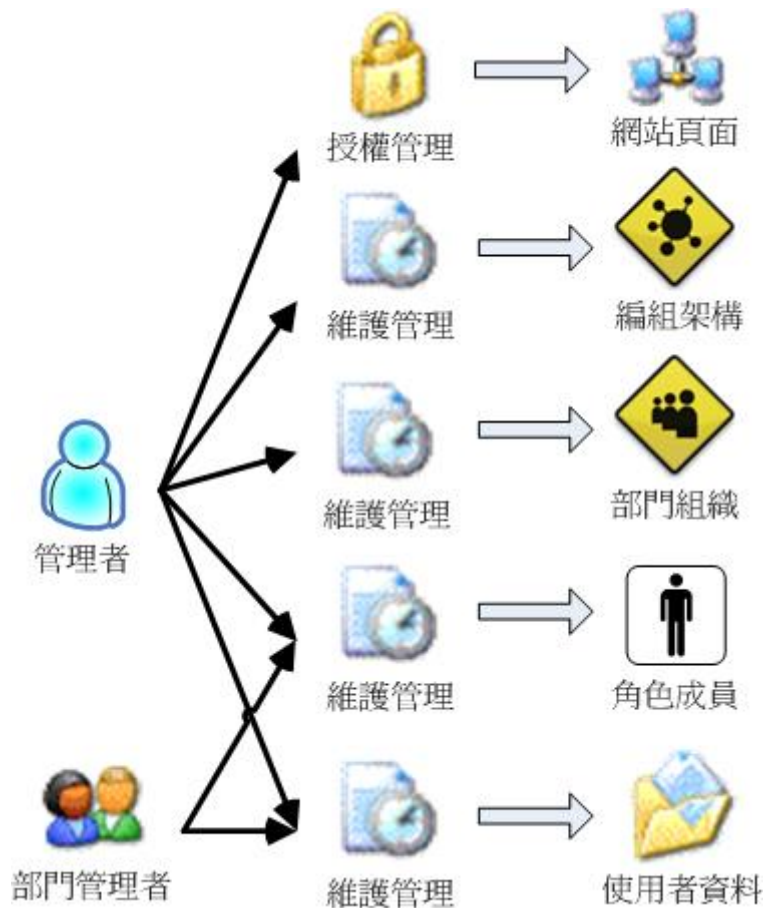 授權管理
網站頁面
維護管理
編組架構
維護管理
部門組織
管理者
維護管理
角色成員
部門管理者
維護管理
使用者資料